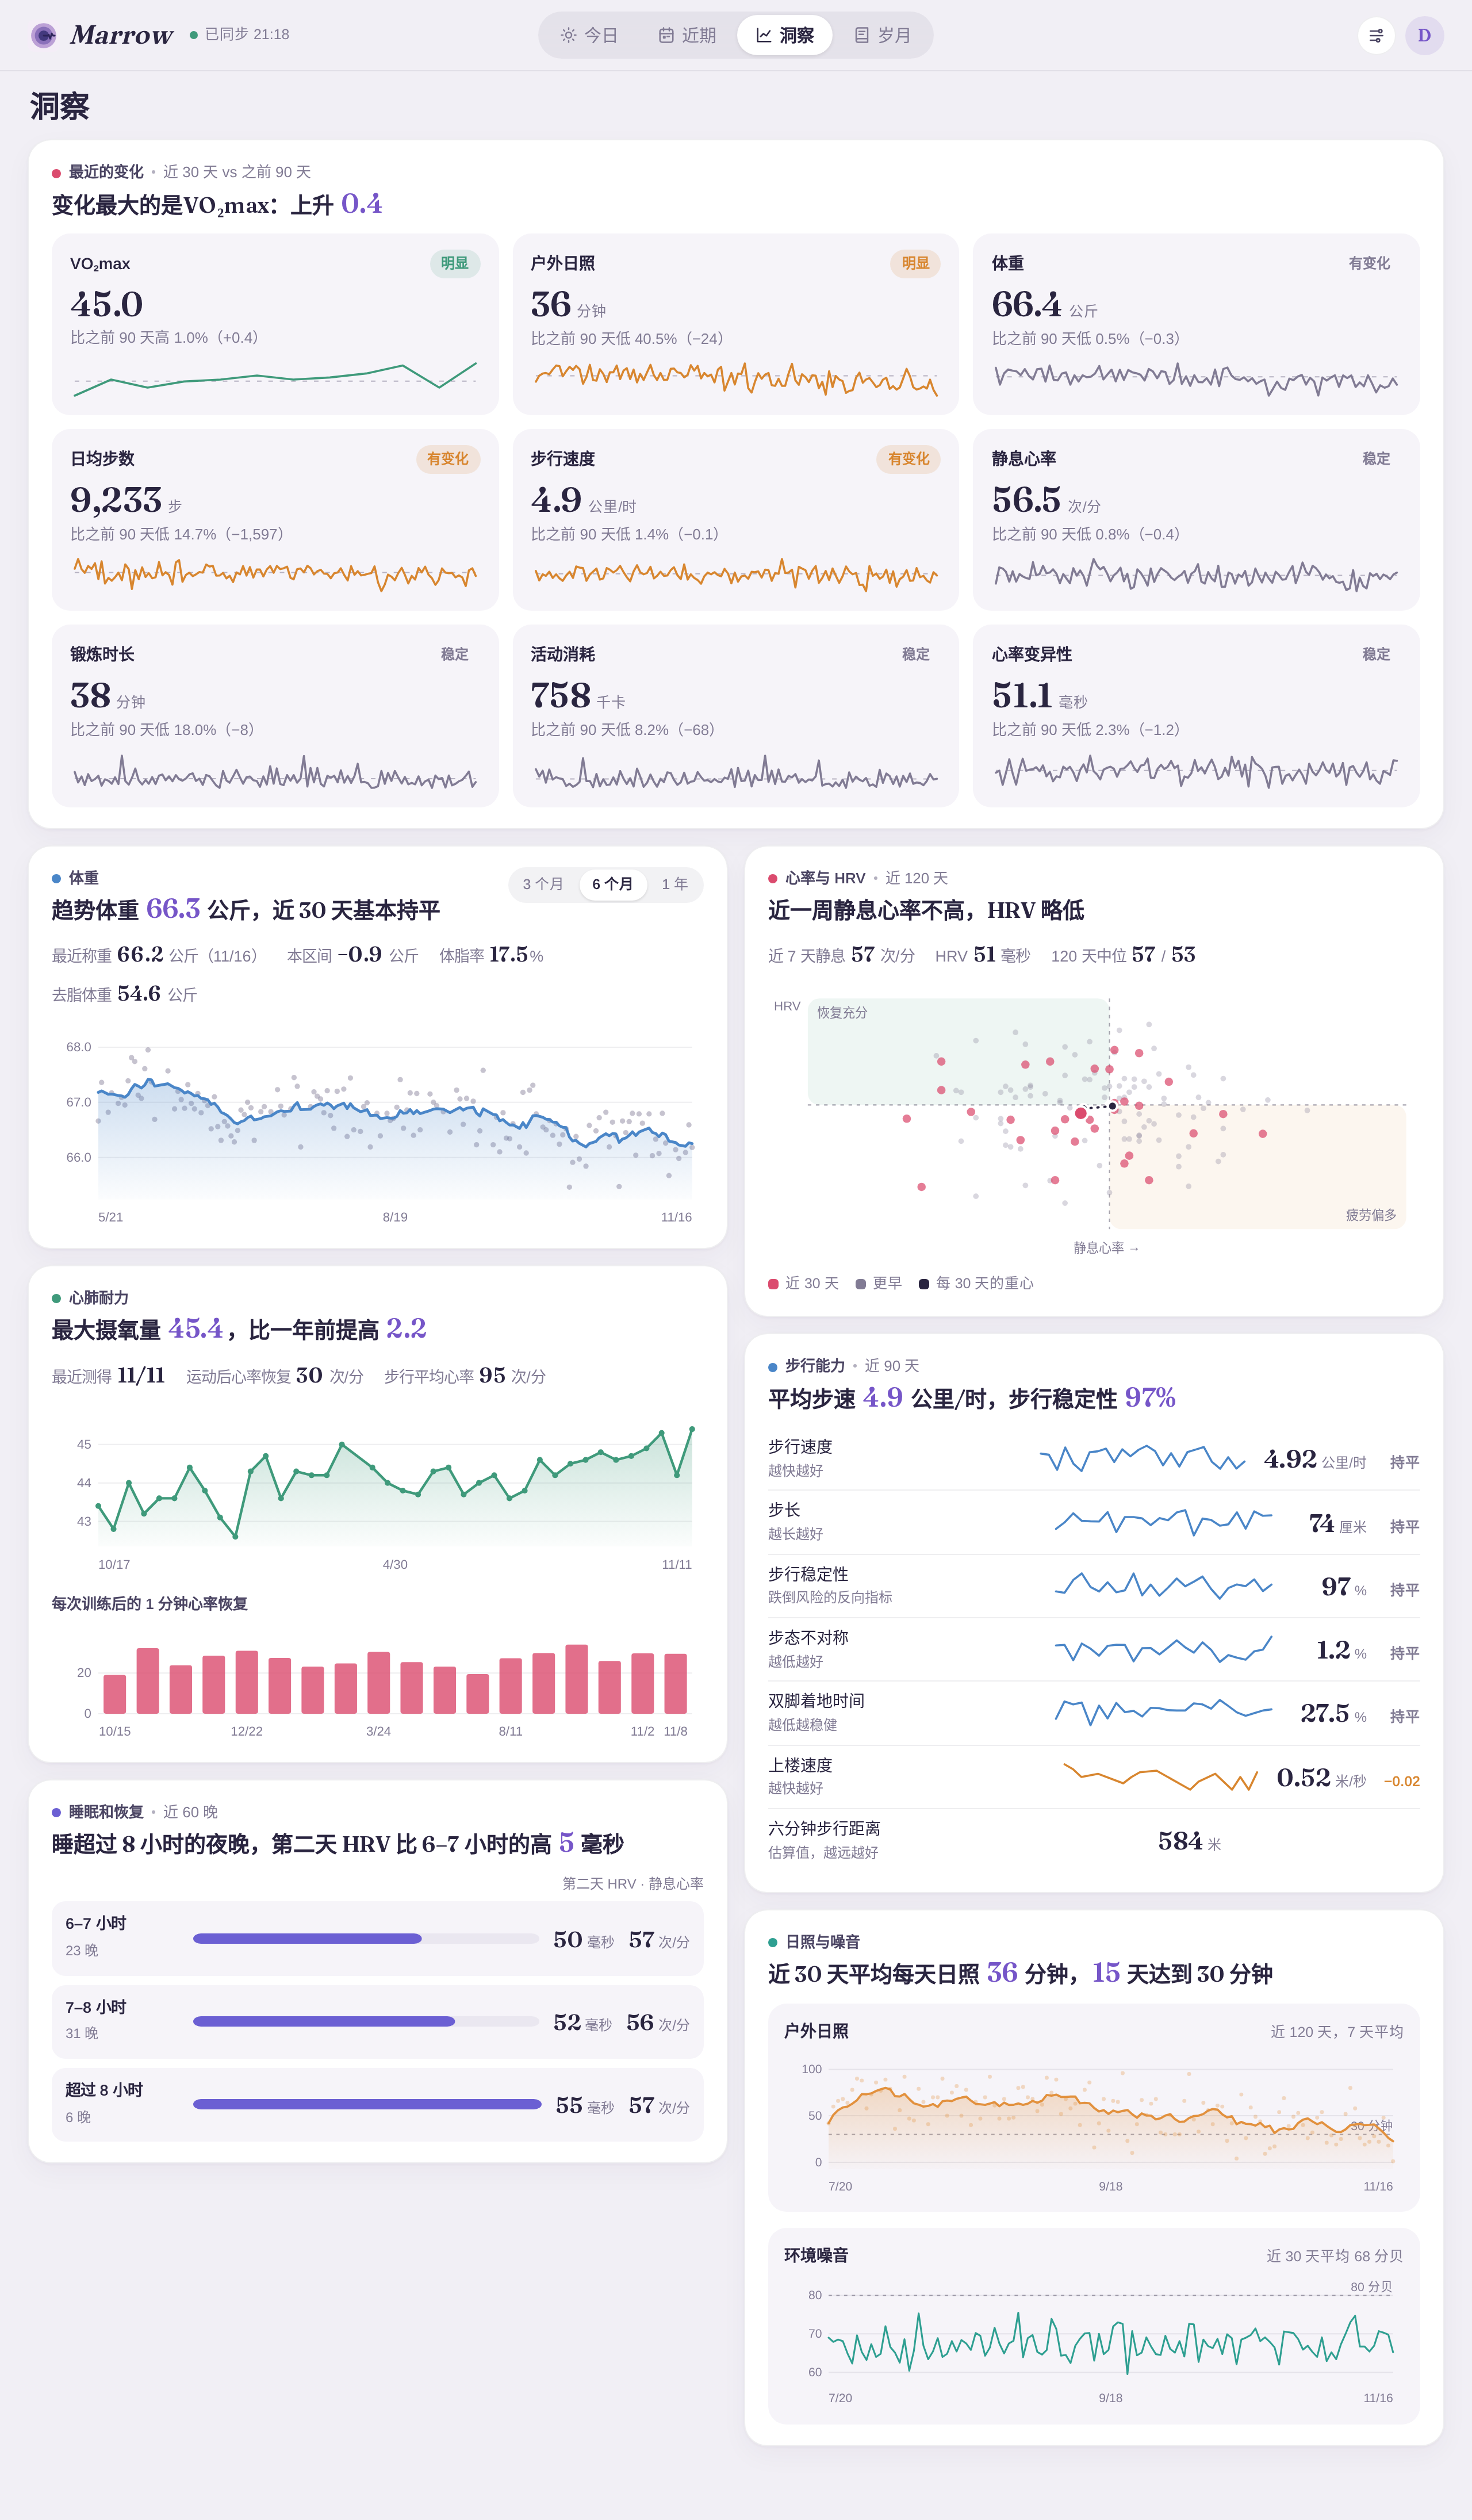 Marrow
已同步 21:18
今日
近期
洞察
岁月
D
洞察
最近的变化 • 近 30 天 vs 之前 90 天
变化最大的是VO₂max：上升 0.4
VO₂max
明显
45.0
比之前 90 天高 1.0%（+0.4）
户外日照
明显
36 分钟
比之前 90 天低 40.5%（−24）
体重
有变化
66.4 公斤
比之前 90 天低 0.5%（−0.3）
日均步数
有变化
9,233 步
比之前 90 天低 14.7%（−1,597）
步行速度
有变化
4.9 公里/时
比之前 90 天低 1.4%（−0.1）
静息心率
稳定
56.5 次/分
比之前 90 天低 0.8%（−0.4）
锻炼时长
稳定
38 分钟
比之前 90 天低 18.0%（−8）
活动消耗
稳定
758 千卡
比之前 90 天低 8.2%（−68）
心率变异性
稳定
51.1 毫秒
比之前 90 天低 2.3%（−1.2）
体重
3 个月
6 个月
1 年
趋势体重 66.3 公斤，近 30 天基本持平
最近称重 66.2 公斤（11/16） 本区间 −0.9 公斤 体脂率 17.5%
去脂体重 54.6 公斤
68.0
67.0
66.0
5/21
8/19
11/16
心肺耐力
最大摄氧量 45.4，比一年前提高 2.2
最近测得 11/11 运动后心率恢复 30 次/分 步行平均心率 95 次/分
45
44
43
10/17
4/30
11/11
每次训练后的 1 分钟心率恢复
20
0
10/15
12/22
3/24
8/11
11/2
11/8
睡眠和恢复 • 近 60 晚
睡超过 8 小时的夜晚，第二天 HRV 比 6–7 小时的高 5 毫秒
第二天 HRV · 静息心率
6–7 小时
23 晚
50 毫秒 57 次/分
7–8 小时
31 晚
52 毫秒 56 次/分
超过 8 小时
6 晚
55 毫秒 57 次/分
心率与 HRV • 近 120 天
近一周静息心率不高，HRV 略低
近 7 天静息 57 次/分 HRV 51 毫秒 120 天中位 57 / 53
HRV
恢复充分
疲劳偏多
静息心率 →
近 30 天
更早
每 30 天的重心
步行能力 • 近 90 天
平均步速 4.9 公里/时，步行稳定性 97%
步行速度
越快越好
4.92 公里/时 持平
步长
越长越好
74 厘米 持平
步行稳定性
跌倒风险的反向指标
97 % 持平
步态不对称
越低越好
1.2 % 持平
双脚着地时间
越低越稳健
27.5 % 持平
上楼速度
越快越好
0.52 米/秒 −0.02
六分钟步行距离
估算值，越远越好
584 米
日照与噪音
近 30 天平均每天日照 36 分钟，15 天达到 30 分钟
户外日照
近 120 天，7 天平均
100
50
0
30 分钟
7/20
9/18
11/16
环境噪音
近 30 天平均 68 分贝
80 分贝
80
70
60
7/20
9/18
11/16